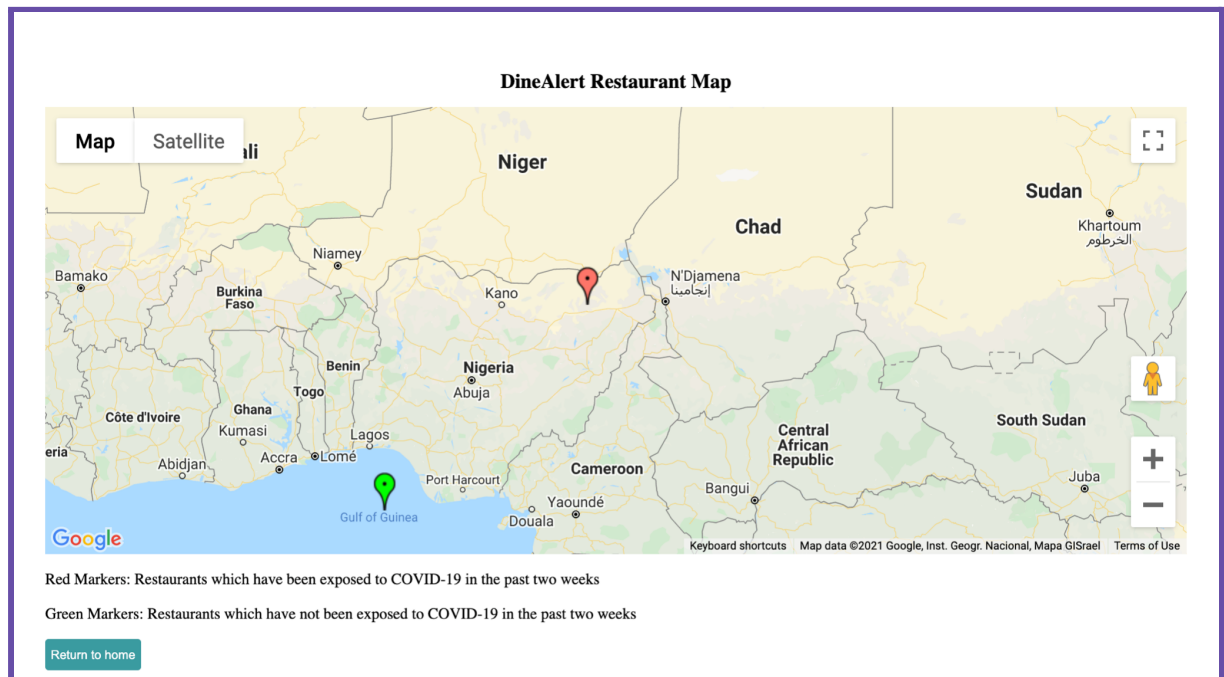 DineAlert Restaurant Map
Map
Satellite
ali
Niger
Sudan
Chad
Khartoum
الخرطوم
Niamey
Bamako
N'Djamena
إنجامينا
Burkina
Faso
Kano
Benin
Nigeria
Abuja
Togo
Côte d'Ivoire
Ghana
Kumasi
Central
African
Republic
South Sudan
Lagos
eria
Abidjan
Accra
Lomé
Cameroon
Port Harcourt
Bangui
Juba
Yaoundé
Douala
Gulf of Guinea
Google
Keyboard shortcuts
Map data ©2021 Google, Inst. Geogr. Nacional, Mapa GISrael
Terms of Use
Red Markers: Restaurants which have been exposed to COVID-19 in the past two weeks
Green Markers: Restaurants which have not been exposed to COVID-19 in the past two weeks
Return to home